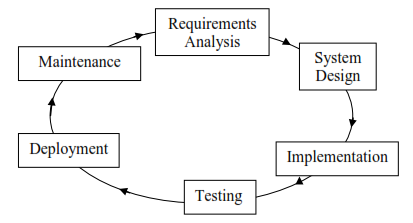 Requirements
Analysis
System
Design
Implementation
Testing
Deployment
Maintenance